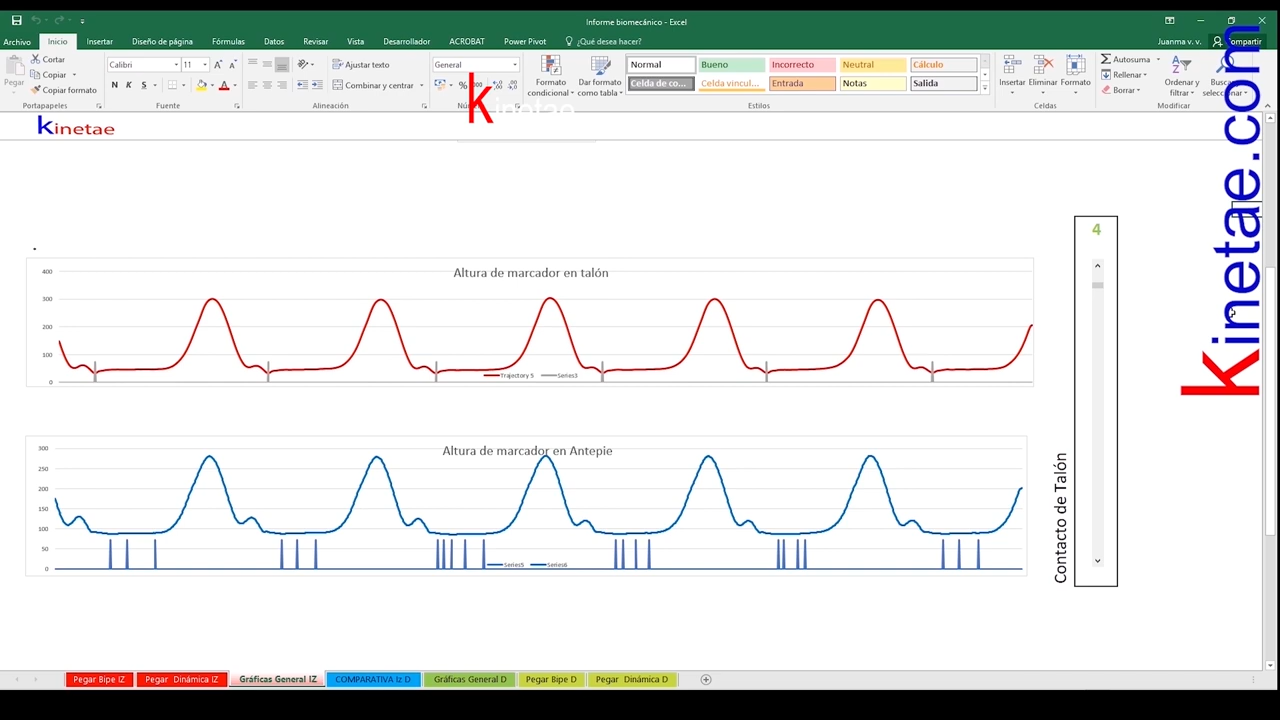 Informe biomecánico - Excel
Archivo Inicio Insertar Diseño de página Fórmulas Datos Revisar Vista Desarrollador ACROBAT Power Pivot ¿Qué desea hacer? Juanma v. v. Compartir
Pegar
Cortar
Copiar
Copiar formato
Portapapeles
Calibri 11
N K S
Fuente
Ajustar texto
Combinar y centrar
Alineación
General
% 000
Formato condicional
Dar formato como tabla
Normal Bueno Incorrecto Neutral Cálculo
Celda de co... Celda vincul... Entrada Notas Salida
Estilos
Insertar Eliminar Formato
Celdas
Autosuma
Rellenar
Borrar
Ordenar y filtrar
Modificar
kinetae
kinetae
Kinetae.com
4
Contacto de Talón
Altura de marcador en talón
400
300
200
100
0
Trajectory 5 Series3
Altura de marcador en Antepie
300
250
200
150
100
50
0
Series5 Series6
Pegar Bipe IZ Pegar Dinámica IZ Gráficas General IZ COMPARATIVA Iz D Gráficas General D Pegar Bipe D Pegar Dinámica D